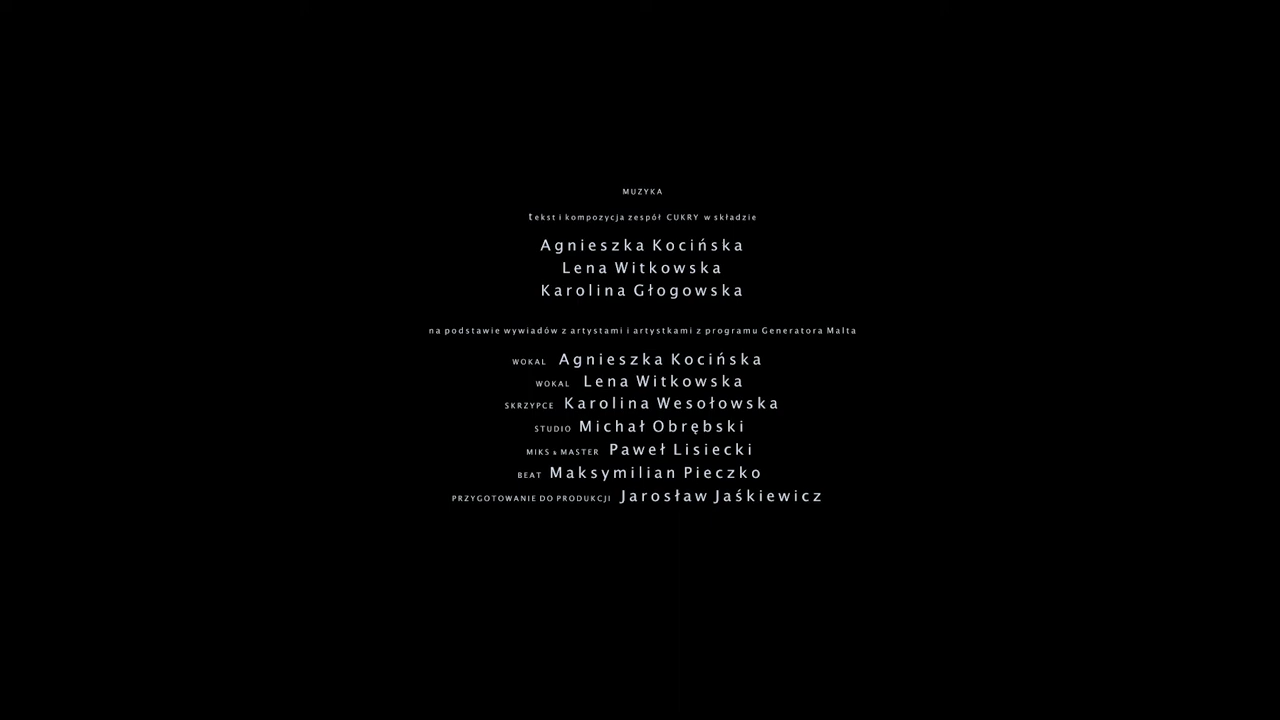 MUZYKA
tekst i kompozycja zespół CUKRY w składzie
Agnieszka Kocińska
Lena Witkowska
Karolina Głogowska
na podstawie wywiadów z artystami i artystkami z programu Generatora Malta
WOKAL Agnieszka Kocińska
WOKAL Lena Witkowska
SKRZYPCE Karolina Wesołowska
STUDIO Michał Obrębski
MIKS & MASTER Paweł Lisiecki
BEAT Maksymilian Pieczko
PRZYGOTOWANIE DO PRODUKCJI Jarosław Jaśkiewicz